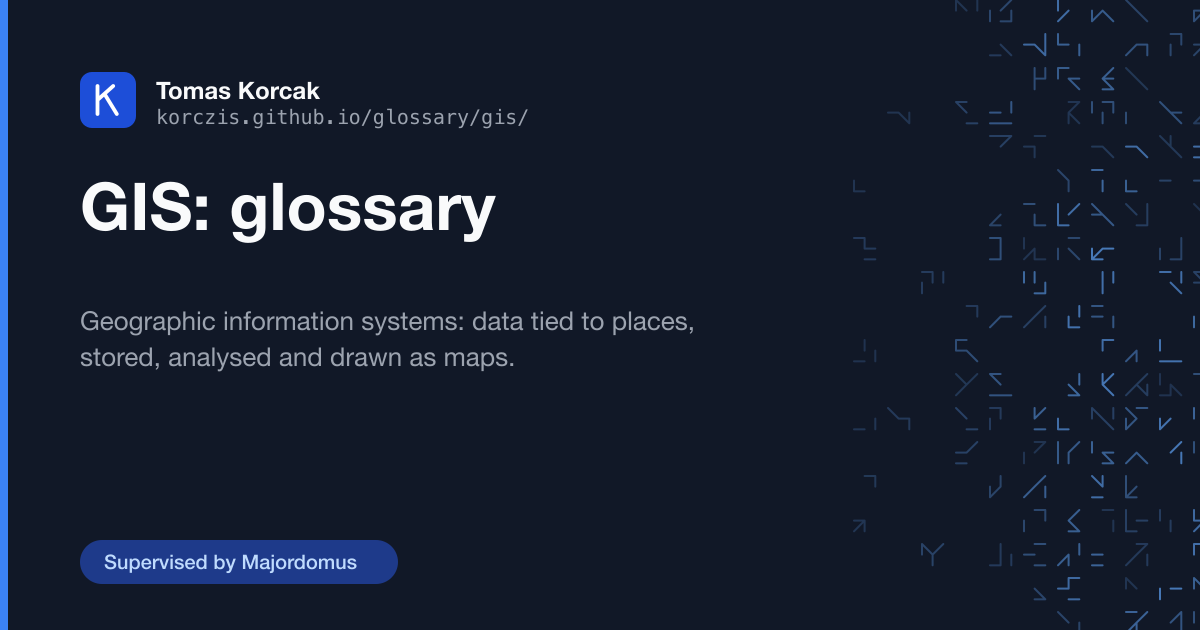 K
Tomas Korcak
korczis.github.io/glossary/gis/
GIS: glossary
Geographic information systems: data tied to places,
stored, analysed and drawn as maps.
Supervised by Majordomus